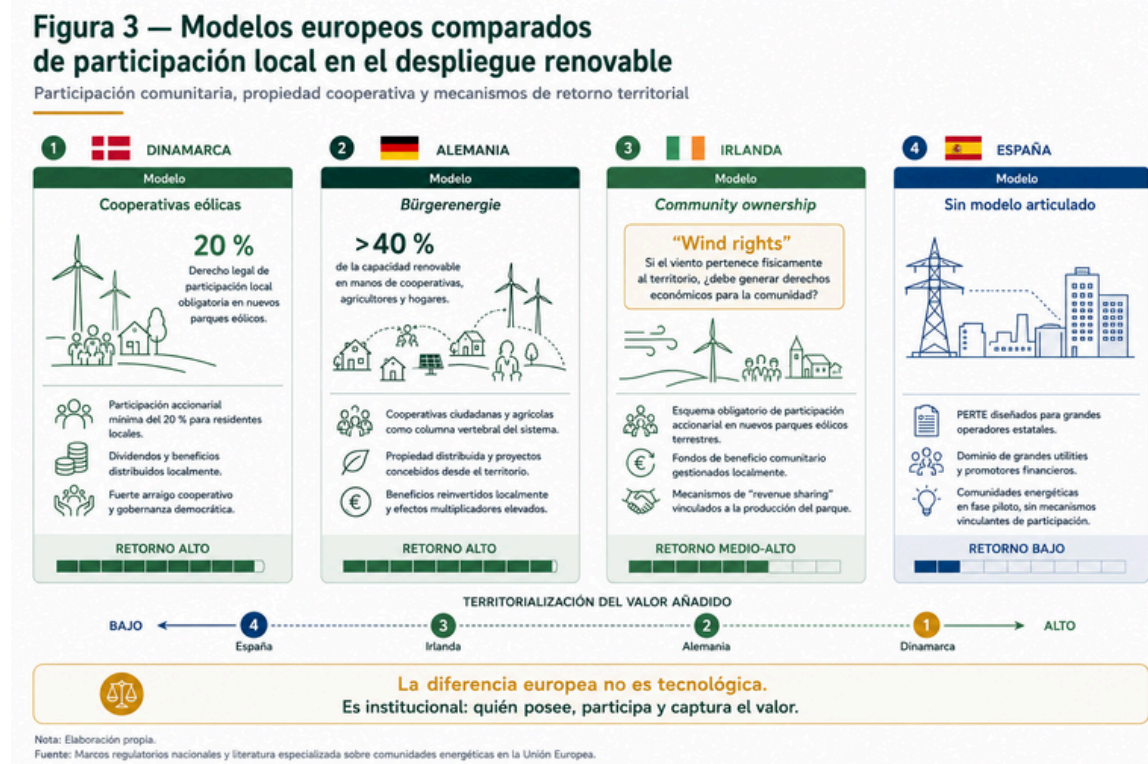 Figura 3 — Modelos europeos comparados
de participación local en el despliegue renovable
Participación comunitaria, propiedad cooperativa y mecanismos de retorno territorial
1 DINAMARCA
Modelo
Cooperativas eólicas
20 %
Derecho legal de
participación local
obligatoria en nuevos
parques eólicos.
Participación accionarial
mínima del 20 % para residentes
locales.
Dividendos y beneficios
distribuidos localmente.
Fuerte arraigo cooperativo
y gobernanza democrática.
RETORNO ALTO
2 ALEMANIA
Modelo
Bürgerenergie
>40 %
de la capacidad renovable
en manos de cooperativas,
agricultores y hogares.
Cooperativas ciudadanas y agrícolas
como columna vertebral del sistema.
Propiedad distribuida y proyectos
concebidos desde el territorio.
€
Beneficios reinvertidos localmente
y efectos multiplicadores elevados.
RETORNO ALTO
3 IRLANDA
Modelo
Community ownership
“Wind rights”
Si el viento pertenece físicamente
al territorio, ¿debe generar derechos
económicos para la comunidad?
Esquema obligatorio de participación
accionarial en nuevos parques eólicos
terrestres.
€
Fondos de beneficio comunitario
gestionados localmente.
Mecanismos de “revenue sharing”
vinculados a la producción del parque.
RETORNO MEDIO-ALTO
4 ESPAÑA
Modelo
Sin modelo articulado
PERTE diseñados para grandes
operadores estatales.
Dominio de grandes utilities
y promotores financieros.
Comunidades energéticas
en fase piloto, sin mecanismos
vinculantes de participación.
RETORNO BAJO
TERRITORIALIZACIÓN DEL VALOR AÑADIDO
BAJO 4 3 2 1 ALTO
España Irlanda Alemania Dinamarca
La diferencia europea no es tecnológica.
Es institucional: quién posee, participa y captura el valor.
Nota: Elaboración propia.
Fuente: Marcos regulatorios nacionales y literatura especializada sobre comunidades energéticas en la Unión Europea.